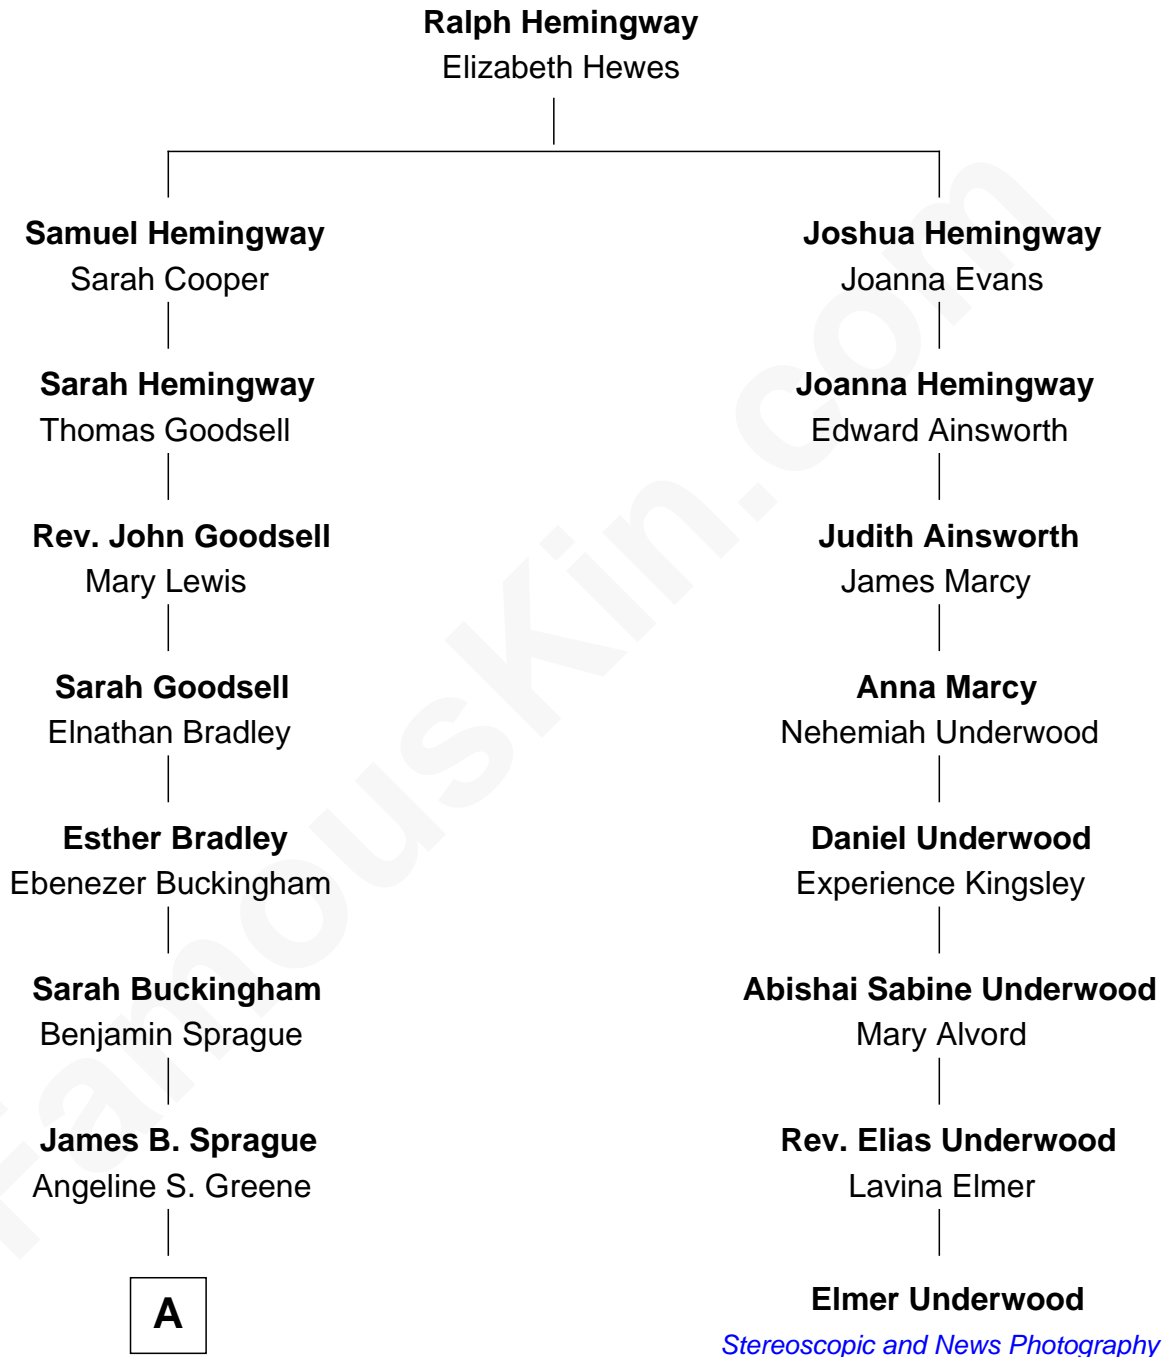 Ralph Hemingway
Elizabeth Hewes
Samuel Hemingway
Sarah Cooper
Sarah Hemingway
Thomas Goodsell
Rev. John Goodsell
Mary Lewis
Sarah Goodsell
Elnathan Bradley
Esther Bradley
Ebenezer Buckingham
Sarah Buckingham
Benjamin Sprague
James B. Sprague
Angeline S. Greene
A
Joshua Hemingway
Joanna Evans
Joanna Hemingway
Edward Ainsworth
Judith Ainsworth
James Marcy
Anna Marcy
Nehemiah Underwood
Daniel Underwood
Experience Kingsley
Abishai Sabine Underwood
Mary Alvord
Rev. Elias Underwood
Lavina Elmer
Elmer Underwood
Stereoscopic and News Photography
FamousKin.com